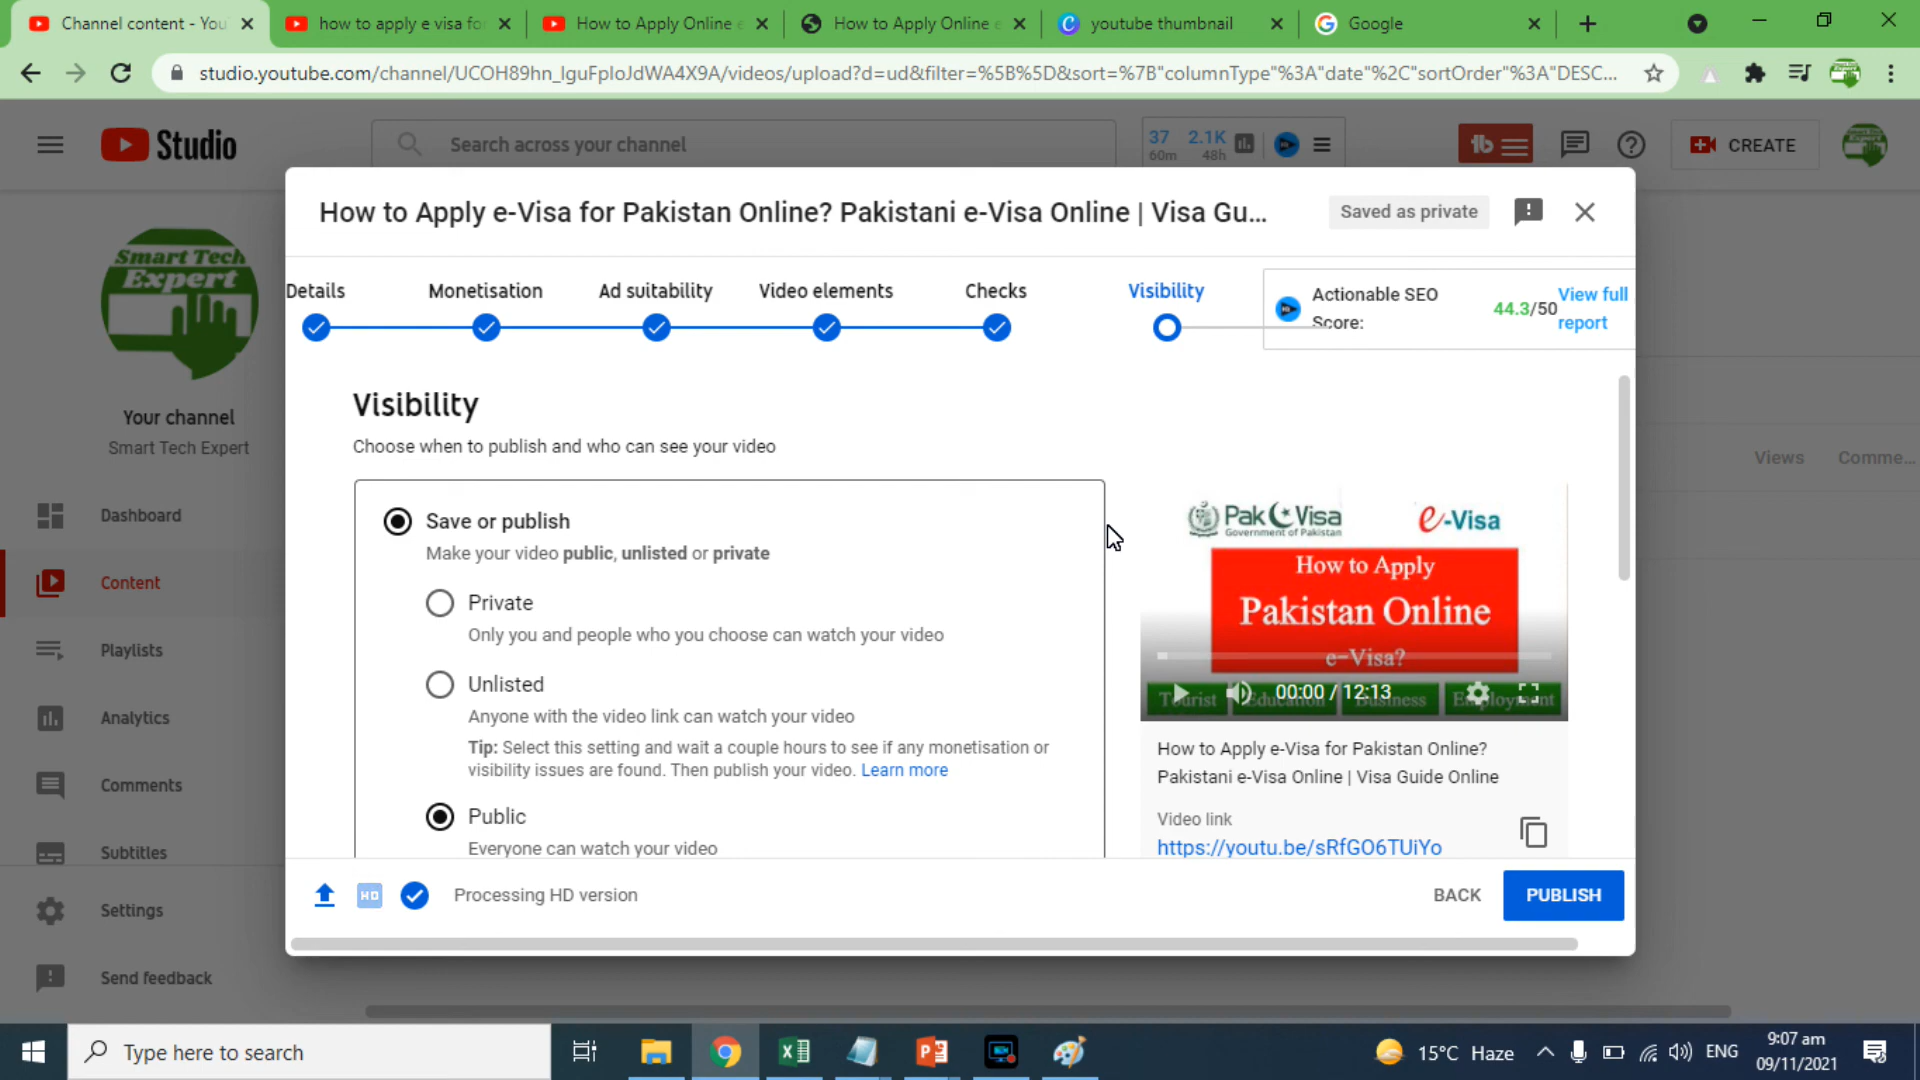 Channel content - You
how to apply e visa fo
How to Apply Online e
How to Apply Online e
youtube thumbnail
Google
studio.youtube.com/channel/UCOH89hn_IguFpIoJdWA4X9A/videos/upload?d=ud&filter=%5B%5D&sort=%7B"columnType"%3A"date"%2C"sortOrder"%3A"DESC...
Studio
Search across your channel
37
60m
2.1K
48h
CREATE
Smart Tech
Expert
Your channel
Smart Tech Expert
Dashboard
Content
Playlists
Analytics
Comments
Subtitles
Settings
Send feedback
Views
Comme...
How to Apply e-Visa for Pakistan Online? Pakistani e-Visa Online | Visa Gu...
Saved as private
Details
Monetisation
Ad suitability
Video elements
Checks
Visibility
Actionable SEO
Score:
44.3/50
View full
report
Visibility
Choose when to publish and who can see your video
Save or publish
Make your video public, unlisted or private
Private
Only you and people who you choose can watch your video
Unlisted
Anyone with the video link can watch your video
Tip: Select this setting and wait a couple hours to see if any monetisation or
visibility issues are found. Then publish your video. Learn more
Public
Everyone can watch your video
Pak Visa
Government of Pakistan
e-Visa
How to Apply
Pakistan Online
e-Visa?
00:00 / 12:13
Tourist
Education
Business
Employment
How to Apply e-Visa for Pakistan Online?
Pakistani e-Visa Online | Visa Guide Online
Video link
https://youtu.be/sRfGO6TUiYo
HD
Processing HD version
BACK
PUBLISH
Type here to search
15°C Haze
ENG
9:07 am
09/11/2021